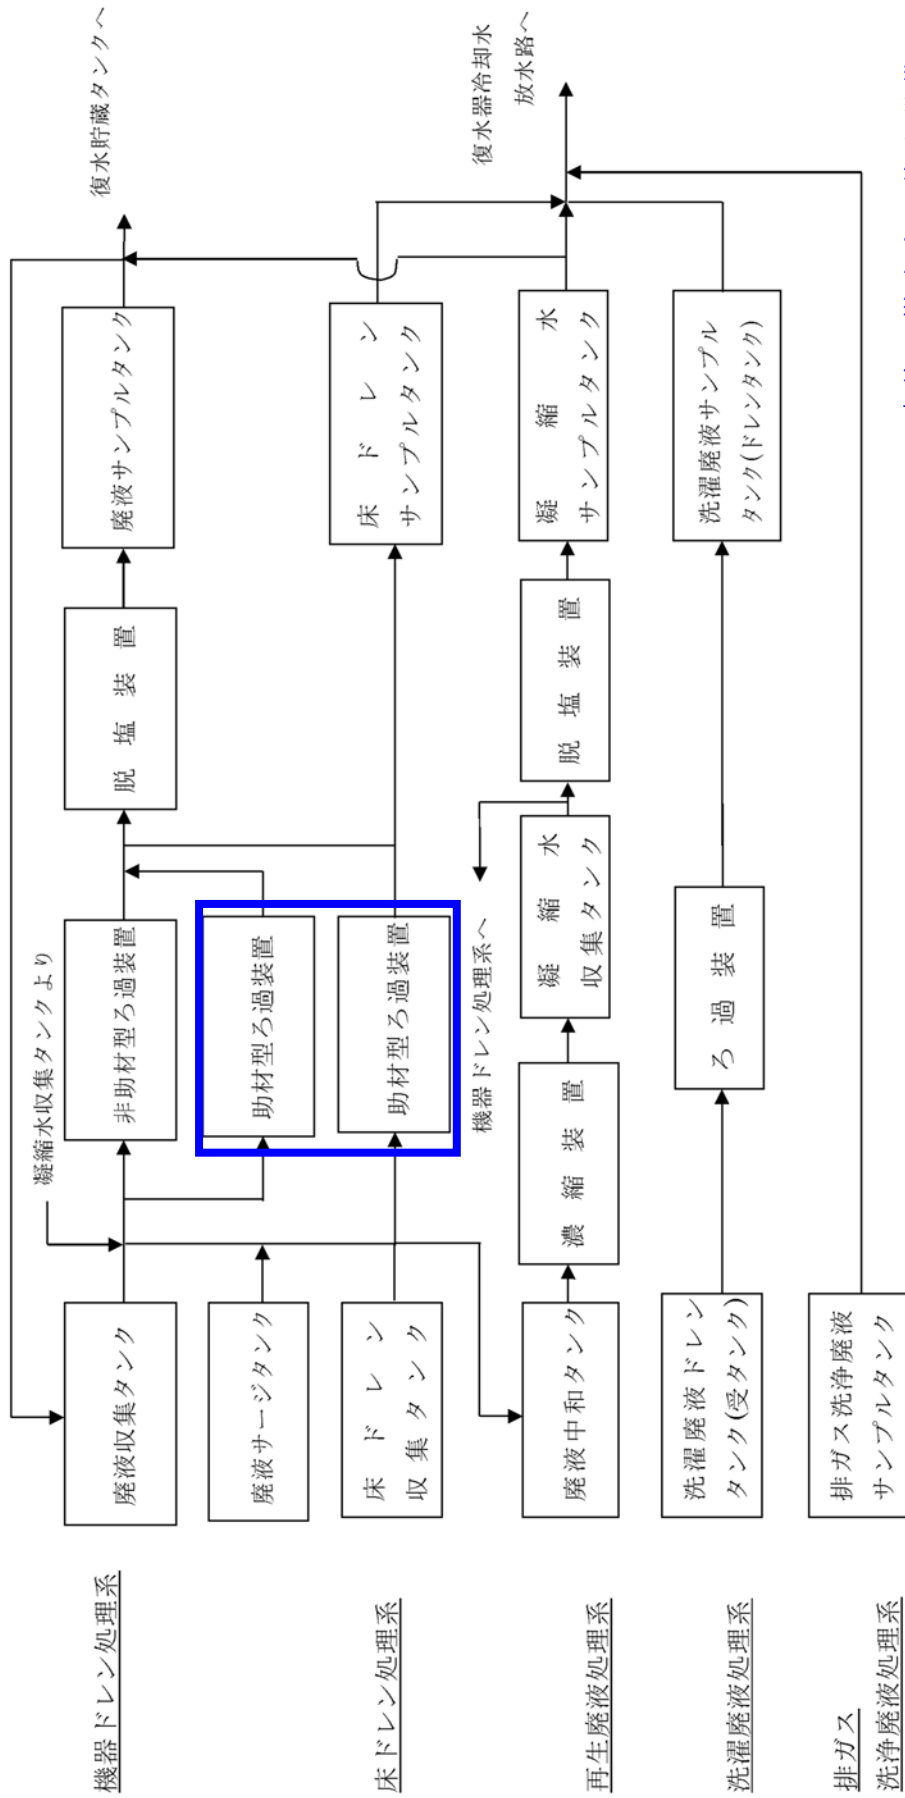 機器ドレン処理系
廃液収集タンク
凝縮水収集タンクより
非助材型ろ過装置
脱塩装置
廃液サンプルタンク
復水貯蔵タンクへ
廃液サージタンク
助材型ろ過装置
床ドレン処理系
床ドレン
収集タンク
助材型ろ過装置
床ドレン
サンプルタンク
機器ドレン処理系へ
復水器冷却水
放水路へ
再生廃液処理系
廃液中和タンク
濃縮装置
凝縮水
収集タンク
脱塩装置
凝縮水
サンプルタンク
洗濯廃液処理系
洗濯廃液ドレン
タンク(受タンク)
ろ過装置
洗濯廃液サンプル
タンク(ドレンタンク)
排ガス
洗浄廃液処理系
排ガス洗浄廃液
サンプルタンク